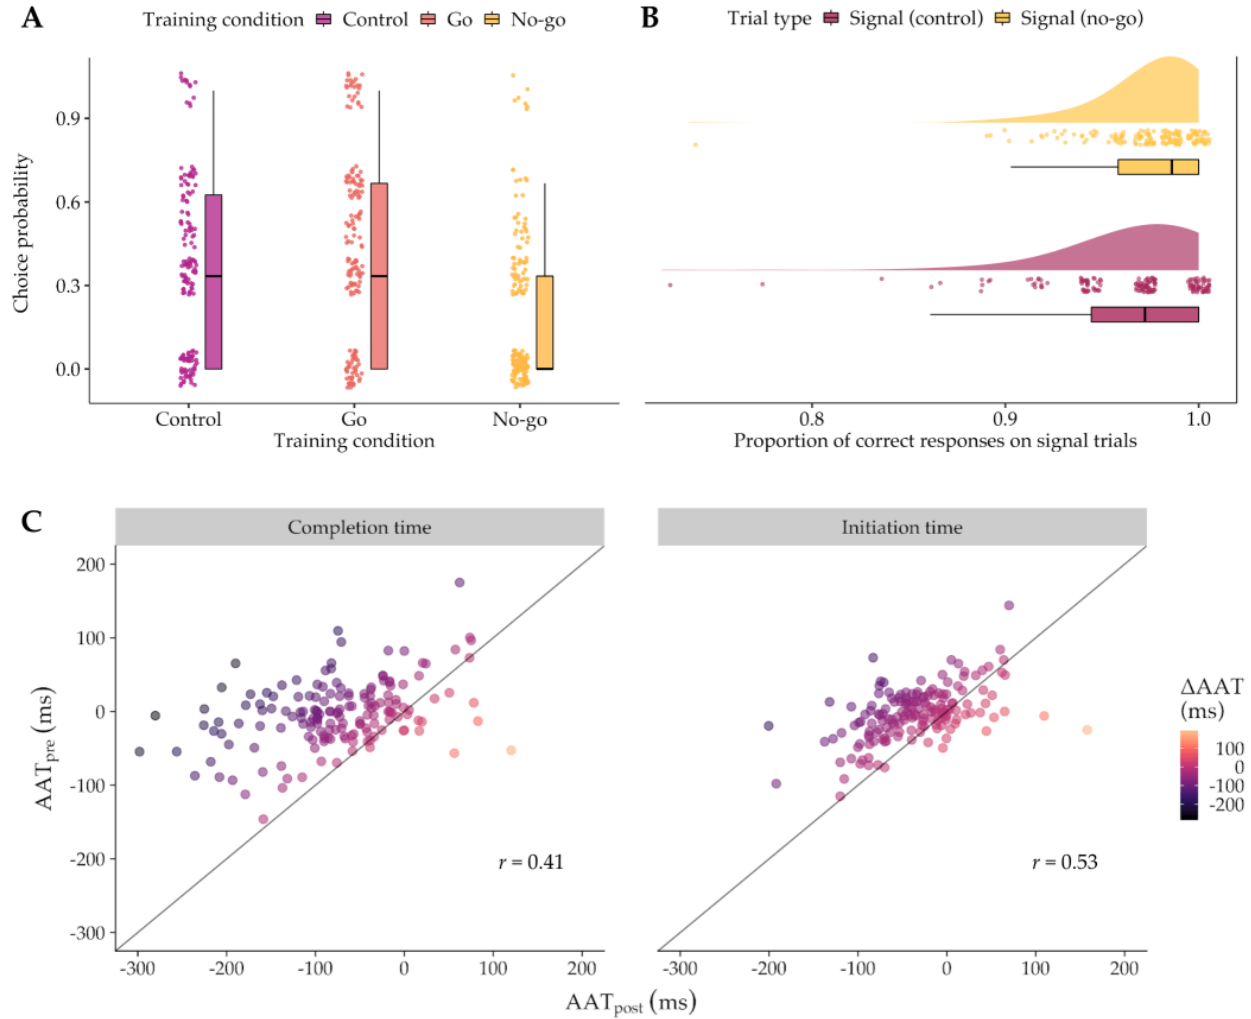 A
Training condition Control Go No-go
0.9
0.6
0.3
0.0
Choice probability
Control Go No-go
Training condition
B
Trial type Signal (control) Signal (no-go)
0.8 0.9 1.0
Proportion of correct responses on signal trials
C
Completion time
Initiation time
200
100
0
-100
-200
-300
AATpre (ms)
r = 0.41
r = 0.53
-300 -200 -100 0 100 200
-300 -200 -100 0 100 200
AATpost (ms)
ΔAAT
(ms)
100
0
-100
-200